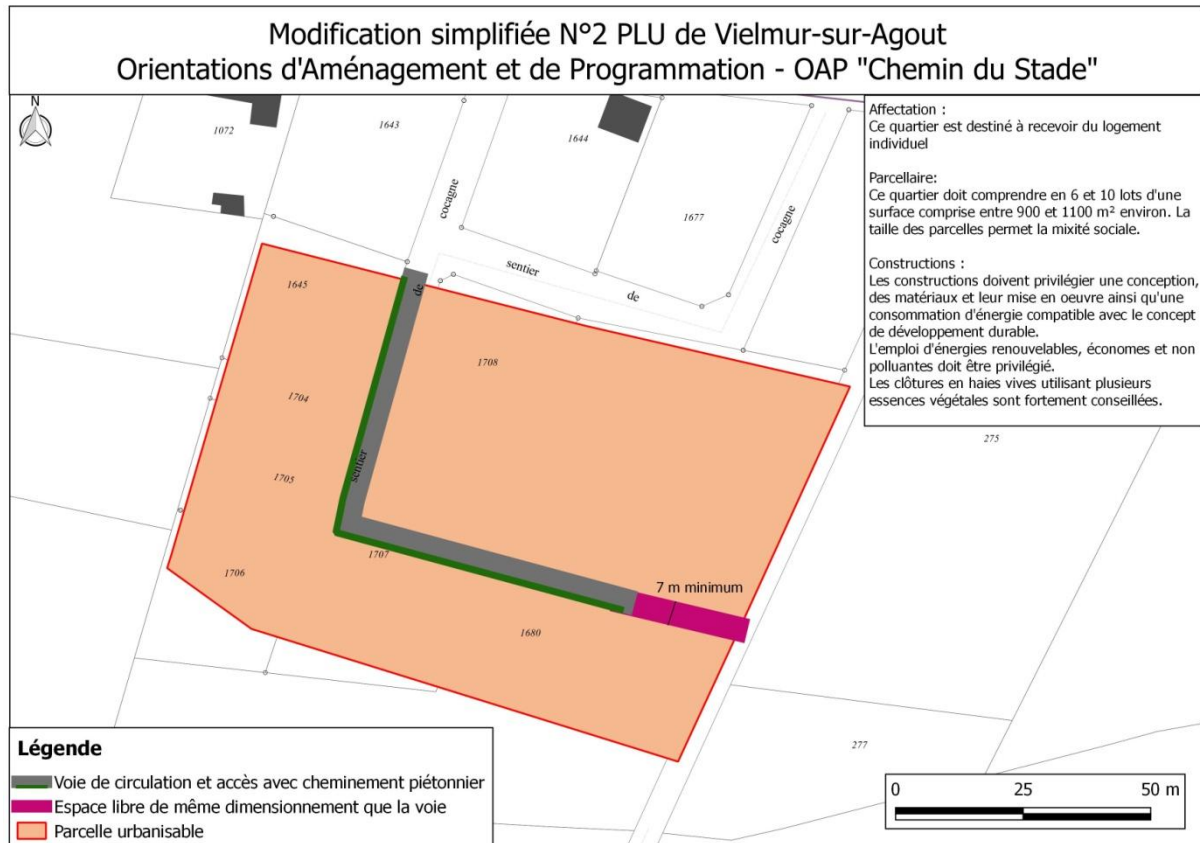 Modification simplifiée N°2 PLU de Vielmur-sur-Agout
Orientations d'Aménagement et de Programmation - OAP "Chemin du Stade"
N
1072
1643
1644
1677
cocagne
cocagne
sentier
de
de
1645
1708
1704
sentier
1705
1707
1706
1680
7 m minimum
275
277
Affectation :
Ce quartier est destiné à recevoir du logement
individuel
Parcellaire:
Ce quartier doit comprendre en 6 et 10 lots d'une
surface comprise entre 900 et 1100 m² environ. La
taille des parcelles permet la mixité sociale.
Constructions :
Les constructions doivent privilégier une conception,
des matériaux et leur mise en oeuvre ainsi qu'une
consommation d'énergie compatible avec le concept
de développement durable.
L'emploi d'énergies renouvelables, économes et non
polluantes doit être privilégié.
Les clôtures en haies vives utilisant plusieurs
essences végétales sont fortement conseillées.
Légende
Voie de circulation et accès avec cheminement piétonnier
Espace libre de même dimensionnement que la voie
Parcelle urbanisable
0 25 50 m